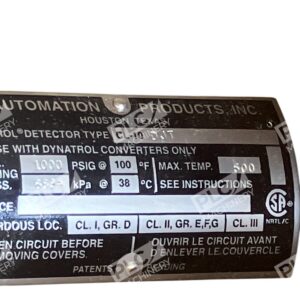 AUTOMATION PRODUCTS, INC.
HOUSTON, TEXAS
DETECTOR TYPE CL-10 DJT
SE WITH DYNATROL CONVERTERS ONLY
1000 PSIG @ 100 °F MAX. TEMP. 500
kPa @ 38 °C SEE INSTRUCTIONS
CL. I, GR. D CL. II, GR. E,F,G CL. III
NRTL/C
EN CIRCUIT BEFORE OUVRIR LE CIRCUIT AVANT
MOVING COVERS. D'ENLEVER LE COUVERCLE
PATENTS